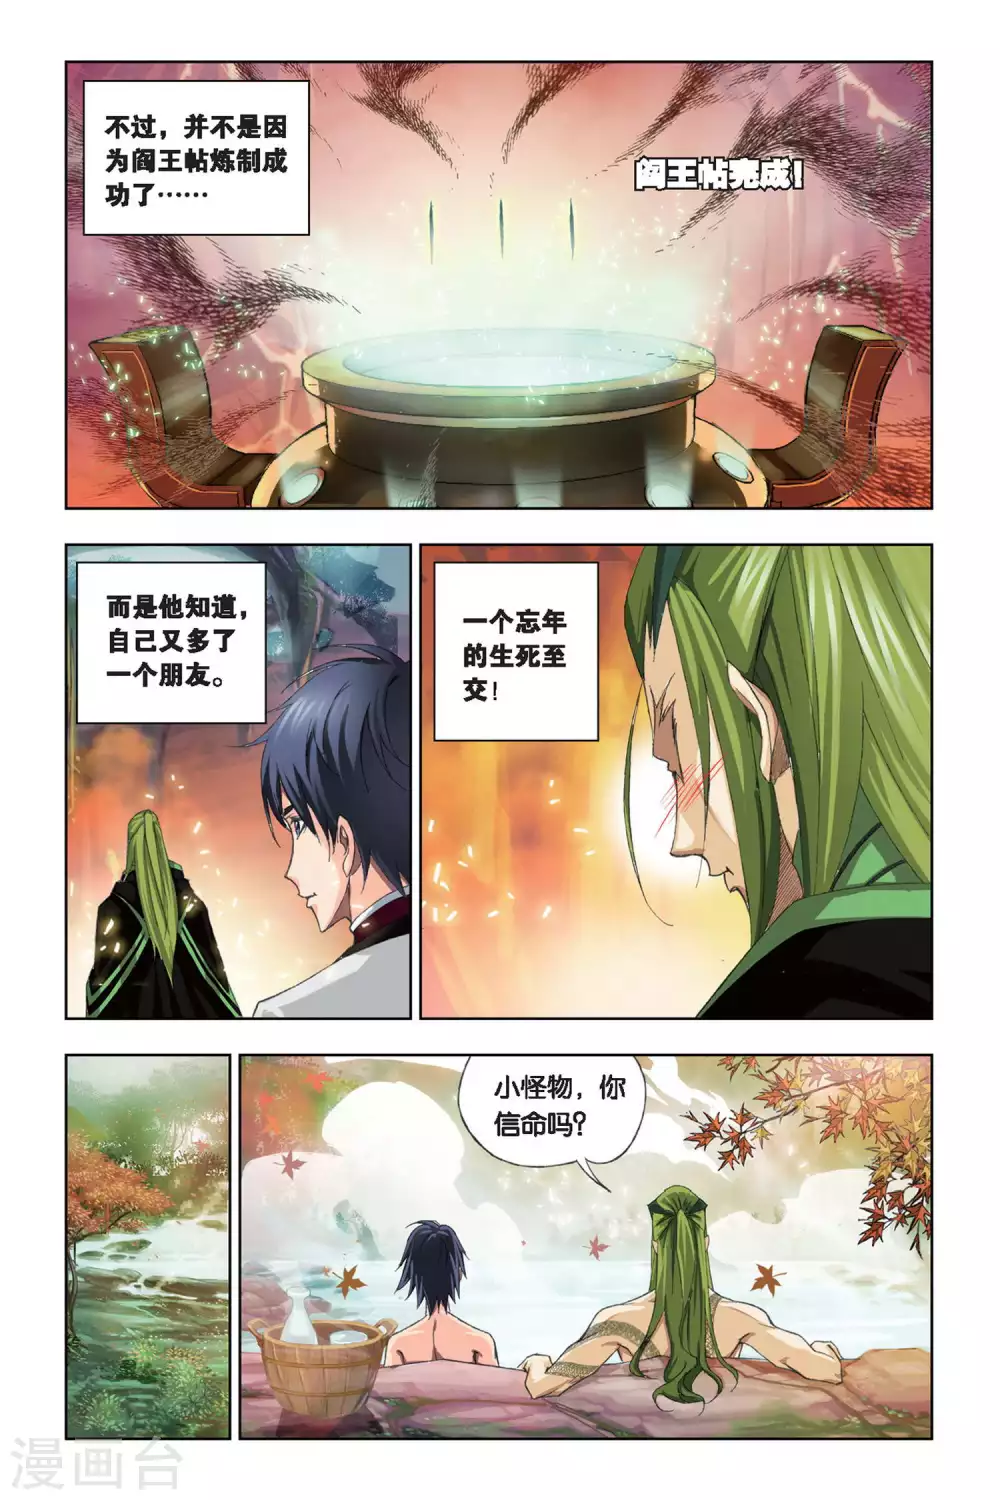 不过，并不是因
为阎王帖炼制成
功了……
阎王帖完成！
而是他知道，
自己又多了
一个朋友。
一个忘年
的生死至
交！
小怪物，你
信命吗？
漫画台